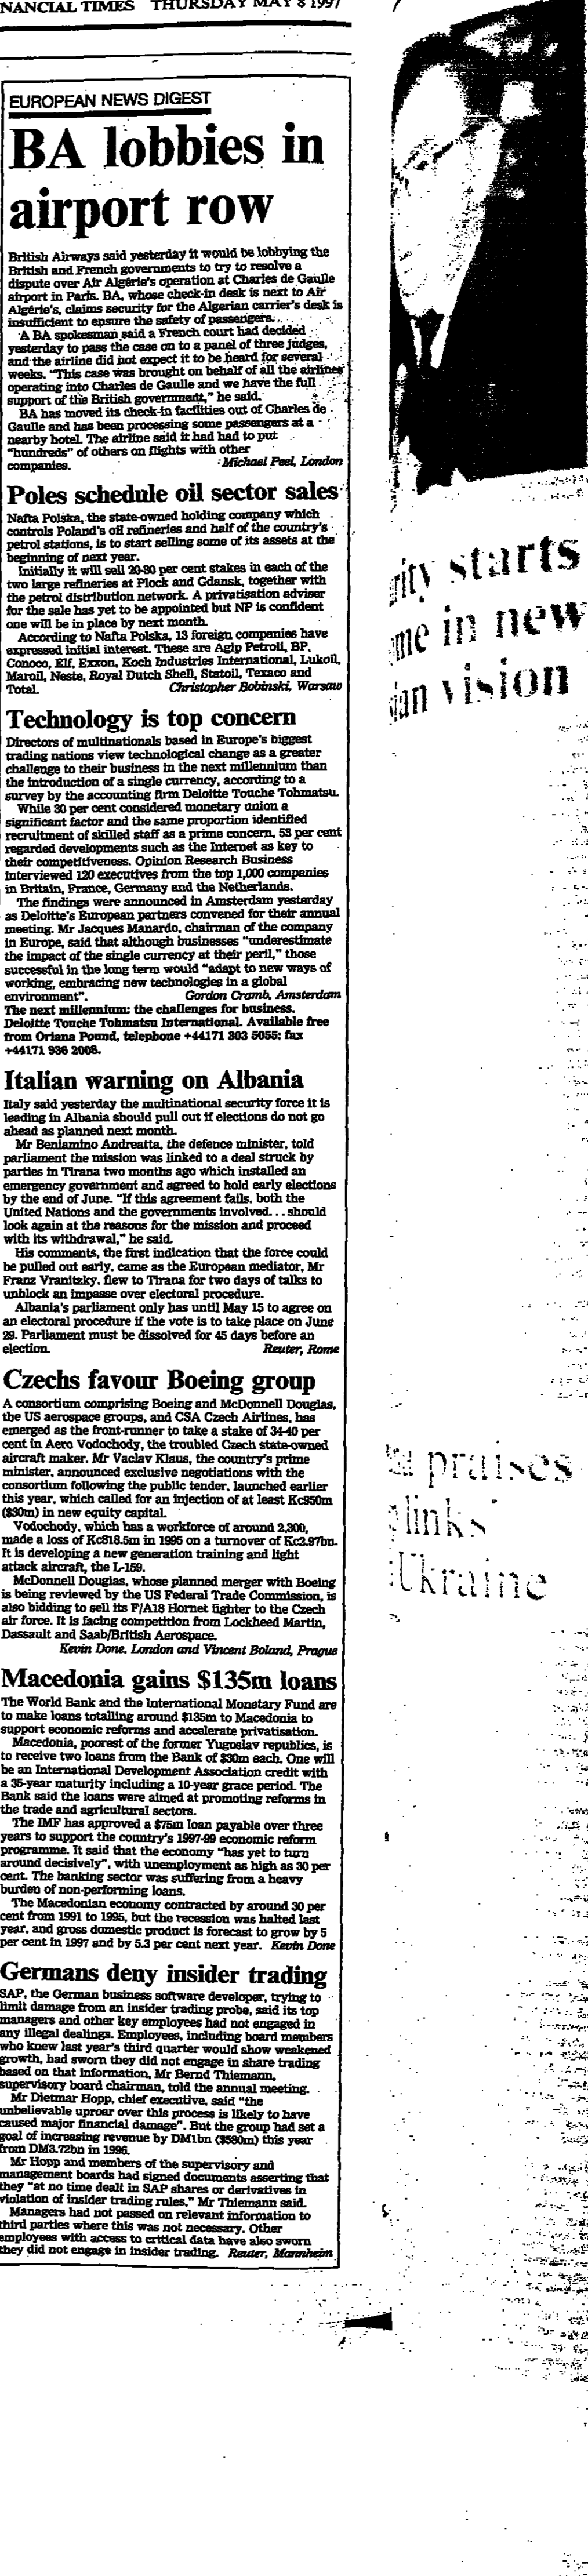 NANCIAL TIMES THURSDAY MAY 8 1997
EUROPEAN NEWS DIGEST
BA lobbies in
airport row
British Airways said yesterday it would be lobbying the
British and French governments to try to resolve a
dispute over Air Algérie's operation at Charles de Gaulle
airport in Paris. BA, whose check-in desk is next to Air
Algérie's, claims security for the Algerian carrier's desk is
insufficient to ensure the safety of passengers.
A BA spokesman said a French court had decided
yesterday to pass the case on to a panel of three judges,
and the airline did not expect it to be heard for several
weeks. "This case was brought on behalf of all the airlines
operating into Charles de Gaulle and we have the full
support of the British government," he said.
BA has moved its check-in facilities out of Charles de
Gaulle and has been processing some passengers at a
nearby hotel. The airline said it had had to put
"hundreds" of others on flights with other
companies. Michael Peel, London
Poles schedule oil sector sales
Nafta Polska, the state-owned holding company which
controls Poland's oil refineries and half of the country's
petrol stations, is to start selling some of its assets at the
beginning of next year.
Initially it will sell 20-30 per cent stakes in each of the
two large refineries at Plock and Gdansk, together with
the petrol distribution network. A privatisation adviser
for the sale has yet to be appointed but NP is confident
one will be in place by next month.
According to Nafta Polska, 13 foreign companies have
expressed initial interest. These are Agip Petroli, BP,
Conoco, Elf, Exxon, Koch Industries International, Lukoil,
Maroil, Neste, Royal Dutch Shell, Statoil, Texaco and
Total. Christopher Bobinski, Warsaw
Technology is top concern
Directors of multinationals based in Europe's biggest
trading nations view technological change as a greater
challenge to their business in the next millennium than
the introduction of a single currency, according to a
survey by the accounting firm Deloitte Touche Tohmatsu.
While 30 per cent considered monetary union a
significant factor and the same proportion identified
recruitment of skilled staff as a prime concern, 53 per cent
regarded developments such as the Internet as key to
their competitiveness. Opinion Research Business
interviewed 120 executives from the top 1,000 companies
in Britain, France, Germany and the Netherlands.
The findings were announced in Amsterdam yesterday
as Deloitte's European partners convened for their annual
meeting. Mr Jacques Manardo, chairman of the company
in Europe, said that although businesses "underestimate
the impact of the single currency at their peril," those
successful in the long term would "adapt to new ways of
working, embracing new technologies in a global
environment". Gordon Cramb, Amsterdam
The next millennium: the challenges for business.
Deloitte Touche Tohmatsu International. Available free
from Oriana Pound, telephone +44171 303 5055; fax
+44171 936 2008.
Italian warning on Albania
Italy said yesterday the multinational security force it is
leading in Albania should pull out if elections do not go
ahead as planned next month.
Mr Beniamino Andreatta, the defence minister, told
parliament the mission was linked to a deal struck by
parties in Tirana two months ago which installed an
emergency government and agreed to hold early elections
by the end of June. "If this agreement fails, both the
United Nations and the governments involved... should
look again at the reasons for the mission and proceed
with its withdrawal," he said.
His comments, the first indication that the force could
be pulled out early, came as the European mediator, Mr
Franz Vranitzky, flew to Tirana for two days of talks to
unblock an impasse over electoral procedure.
Albania's parliament only has until May 15 to agree on
an electoral procedure if the vote is to take place on June
29. Parliament must be dissolved for 45 days before an
election. Reuter, Rome
Czechs favour Boeing group
A consortium comprising Boeing and McDonnell Douglas,
the US aerospace groups, and CSA Czech Airlines, has
emerged as the front-runner to take a stake of 34-40 per
cent in Aero Vodochody, the troubled Czech state-owned
aircraft maker. Mr Vaclav Klaus, the country's prime
minister, announced exclusive negotiations with the
consortium following the public tender, launched earlier
this year, which called for an injection of at least Kc950m
($30m) in new equity capital.
Vodochody, which has a workforce of around 2,300,
made a loss of Kc818.5m in 1995 on a turnover of Kc2.97bn.
It is developing a new generation training and light
attack aircraft, the L-159.
McDonnell Douglas, whose planned merger with Boeing
is being reviewed by the US Federal Trade Commission, is
also bidding to sell its F/A18 Hornet fighter to the Czech
air force. It is facing competition from Lockheed Martin,
Dassault and Saab/British Aerospace.
Kevin Done, London and Vincent Boland, Prague
Macedonia gains $135m loans
The World Bank and the International Monetary Fund are
to make loans totalling around $135m to Macedonia to
support economic reforms and accelerate privatisation.
Macedonia, poorest of the former Yugoslav republics, is
to receive two loans from the Bank of $30m each. One will
be an International Development Association credit with
a 35-year maturity including a 10-year grace period. The
Bank said the loans were aimed at promoting reforms in
the trade and agricultural sectors.
The IMF has approved a $75m loan payable over three
years to support the country's 1997-99 economic reform
programme. It said that the economy "has yet to turn
around decisively", with unemployment as high as 30 per
cent. The banking sector was suffering from a heavy
burden of non-performing loans.
The Macedonian economy contracted by around 30 per
cent from 1991 to 1995, but the recession was halted last
year, and gross domestic product is forecast to grow by 5
per cent in 1997 and by 5.3 per cent next year. Kevin Done
Germans deny insider trading
SAP, the German business software developer, trying to
limit damage from an insider trading probe, said its top
managers and other key employees had not engaged in
any illegal dealings. Employees, including board members
who knew last year's third quarter would show weakened
growth, had sworn they did not engage in share trading
based on that information, Mr Bernd Thiemann,
supervisory board chairman, told the annual meeting.
Mr Dietmar Hopp, chief executive, said "the
unbelievable uproar over this process is likely to have
caused major financial damage". But the group had set a
goal of increasing revenue by DM1bn ($580m) this year
from DM3.72bn in 1996.
Mr Hopp and members of the supervisory and
management boards had signed documents asserting that
they "at no time dealt in SAP shares or derivatives in
violation of insider trading rules," Mr Thiemann said.
Managers had not passed on relevant information to
third parties where this was not necessary. Other
employees with access to critical data have also sworn
they did not engage in insider trading. Reuter, Mannheim
rity starts
me in new
ian vision
praises
links'
Ukraine